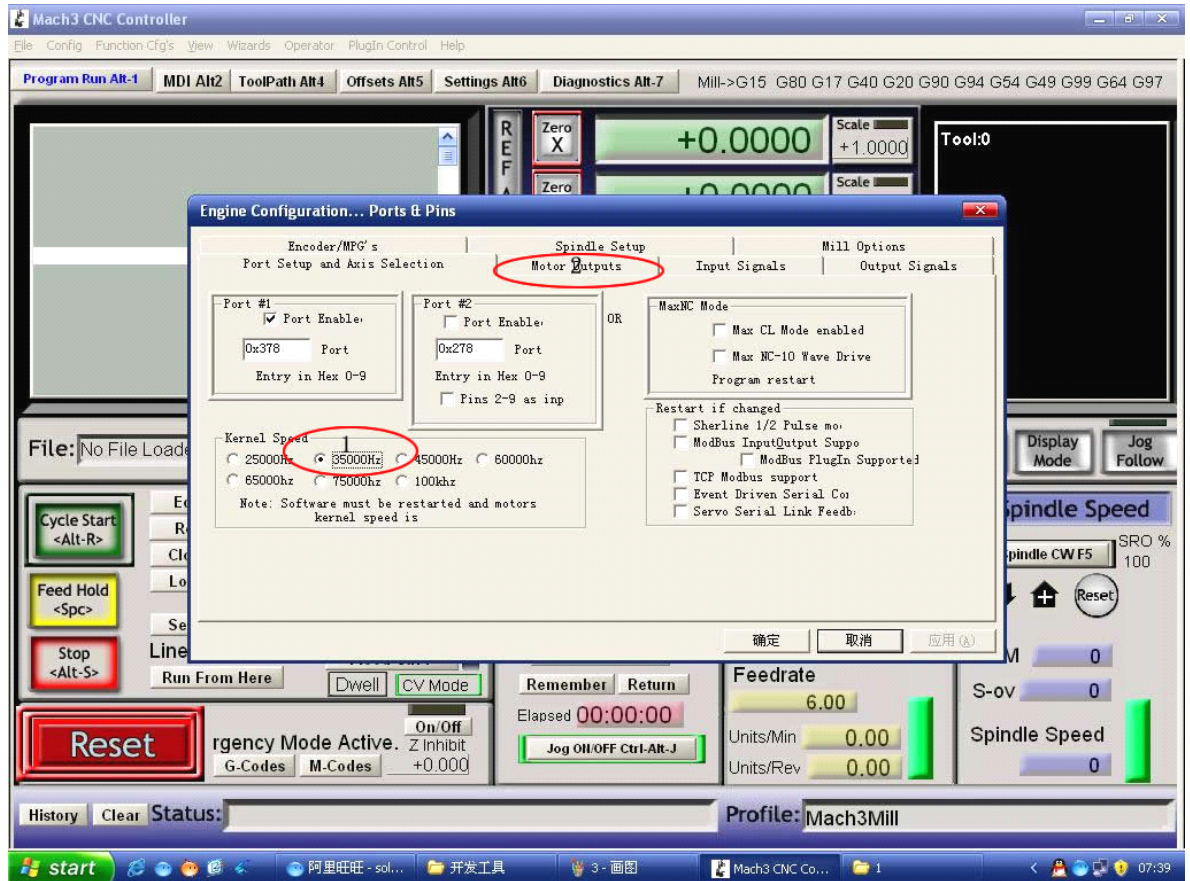 Mach3 CNC Controller
File Config Function Cfg's View Wizards Operator PlugIn Control Help
Program Run Alt-1 MDI Alt2 ToolPath Alt4 Offsets Alt5 Settings Alt6 Diagnostics Alt-7 Mill->G15 G80 G17 G40 G20 G90 G94 G54 G49 G99 G64 G97
R
E
F
Zero
X
+0.0000
Scale
+1.0000
Tool:0
Zero
Scale
Engine Configuration... Ports & Pins
Encoder/MPG's Spindle Setup Mill Options
Port Setup and Axis Selection Motor Outputs Input Signals Output Signals
2
Port #1
Port Enable
0x378 Port
Entry in Hex 0-9
Port #2
Port Enable
0x278 Port
Entry in Hex 0-9
Pins 2-9 as inp
OR
MaxNC Mode
Max CL Mode enabled
Max NC-10 Wave Drive
Program restart
Restart if changed
Sherline 1/2 Pulse mo
ModBus InputOutput Suppo
ModBus PlugIn Supported
TCP Modbus support
Event Driven Serial Co
Servo Serial Link Feedb
Kernel Speed
1
25000Hz 35000Hz 45000Hz 60000hz
65000hz 75000hz 100khz
Note: Software must be restarted and motors
kernel speed is
确定 取消 应用(A)
File: No File Loade
Display
Mode
Jog
Follow
Cycle Start
<Alt-R>
Feed Hold
<Spc>
Stop
<Alt-S>
Ed
R
Cl
Lo
Se
Line
Run From Here
Dwell CV Mode
Reset
rgency Mode Active.
G-Codes M-Codes
On/Off
Z Inhibit
+0.000
Remember Return
Elapsed 00:00:00
Jog ON/OFF Ctrl-Alt-J
Feedrate
6.00
Units/Min 0.00
Units/Rev 0.00
pindle Speed
pindle CW F5
SRO %
100
Reset
M 0
S-ov 0
Spindle Speed
0
History Clear Status:
Profile: Mach3Mill
start 阿里旺旺 - sol... 开发工具 3 - 画图 Mach3 CNC Co... 1 07:39